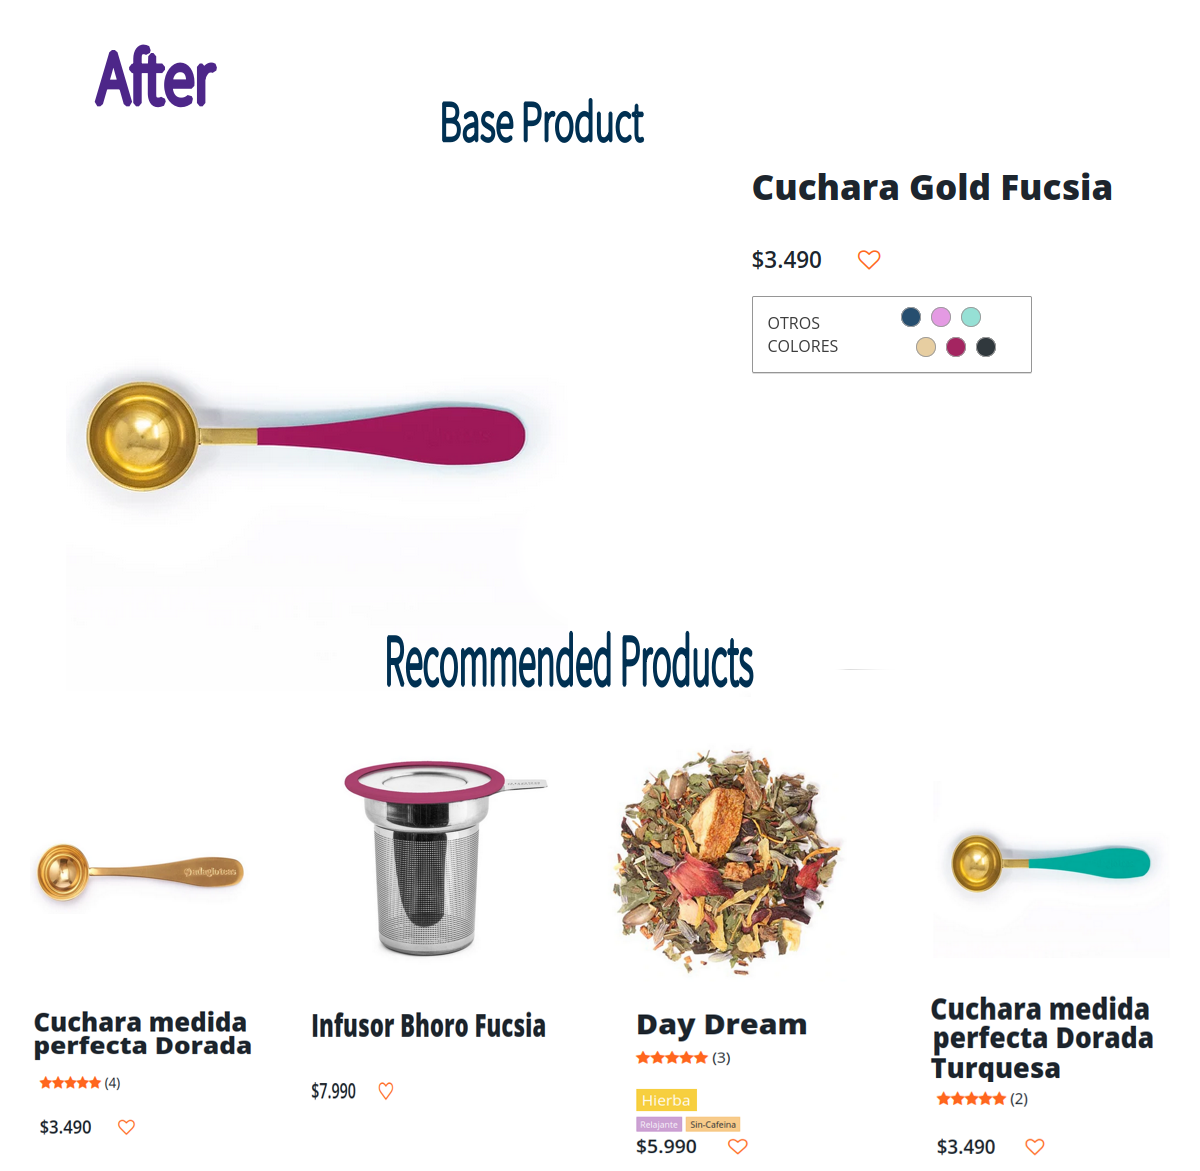 After
Base Product
Cuchara Gold Fucsia
$3.490
OTROS
COLORES
Recommended Products
Cuchara medida
perfecta Dorada
(4)
$3.490
Infusor Bhoro Fucsia
$7.990
Day Dream
(3)
Hierba
Relajante Sin-Cafeina
$5.990
Cuchara medida
perfecta Dorada
Turquesa
(2)
$3.490